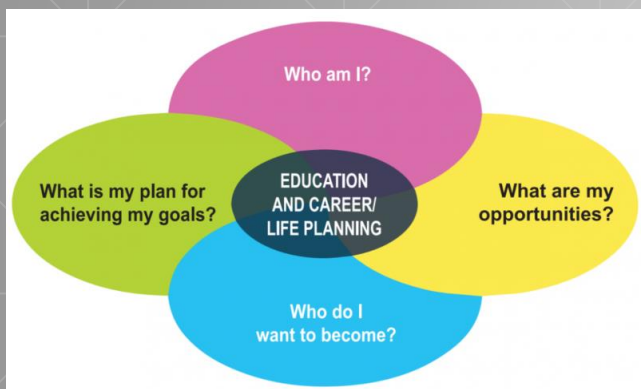 Who am I?
What is my plan for
achieving my goals?
EDUCATION
AND CAREER/
LIFE PLANNING
What are my
opportunities?
Who do I
want to become?